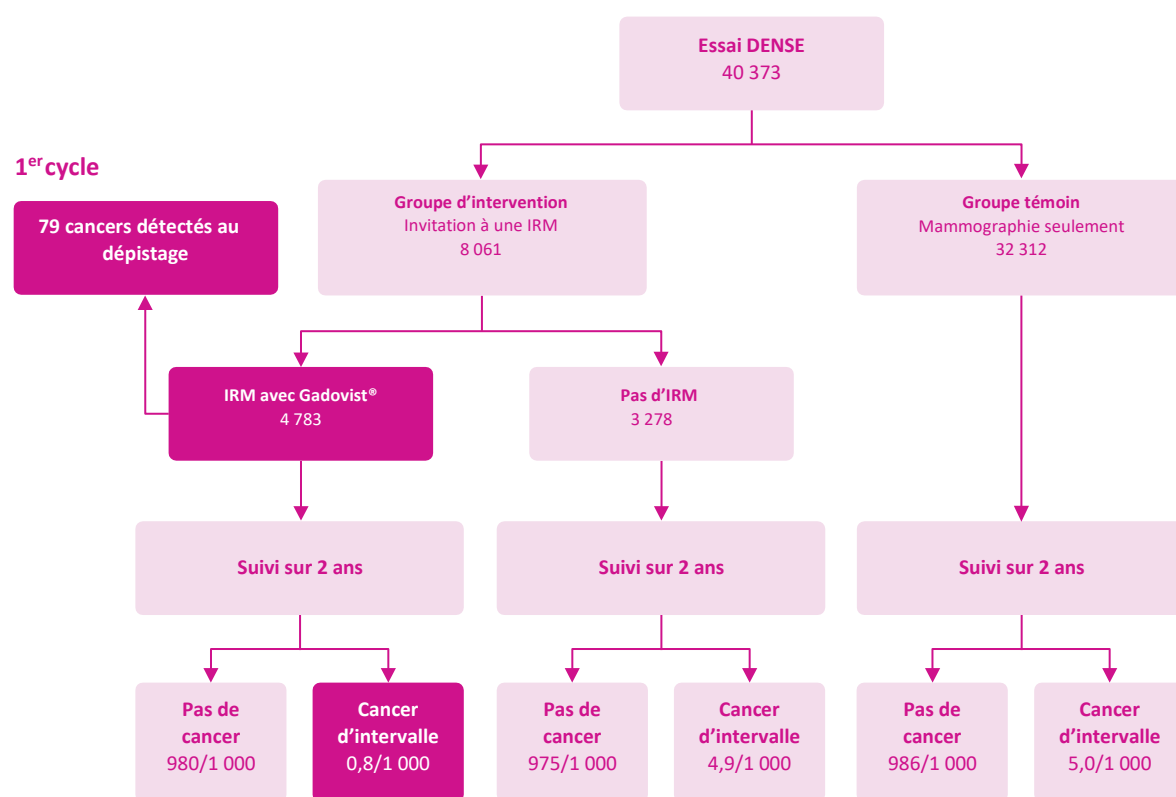 Essai DENSE
40 373
1er cycle
79 cancers détectés au
dépistage
Groupe d’intervention
Invitation à une IRM
8 061
Groupe témoin
Mammographie seulement
32 312
IRM avec Gadovist®
4 783
Pas d’IRM
3 278
Suivi sur 2 ans
Suivi sur 2 ans
Suivi sur 2 ans
Pas de
cancer
980/1 000
Cancer
d’intervalle
0,8/1 000
Pas de
cancer
975/1 000
Cancer
d’intervalle
4,9/1 000
Pas de
cancer
986/1 000
Cancer
d’intervalle
5,0/1 000